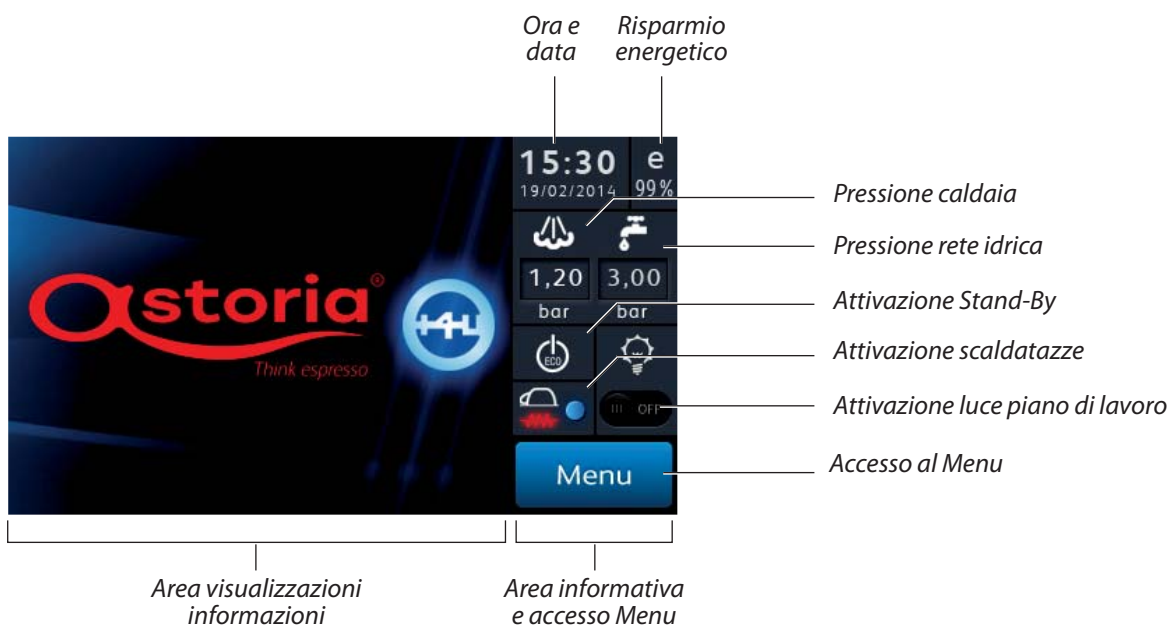 Ora e
data
Risparmio
energetico
15:30
19/02/2014
e
99%
Pressione caldaia
Pressione rete idrica
1,20
3,00
bar
bar
Attivazione Stand-By
ECO
Attivazione scaldatazze
OFF
Attivazione luce piano di lavoro
Menu
Accesso al Menu
astoria®
+4U
Think espresso
Area visualizzazioni
informazioni
Area informativa
e accesso Menu